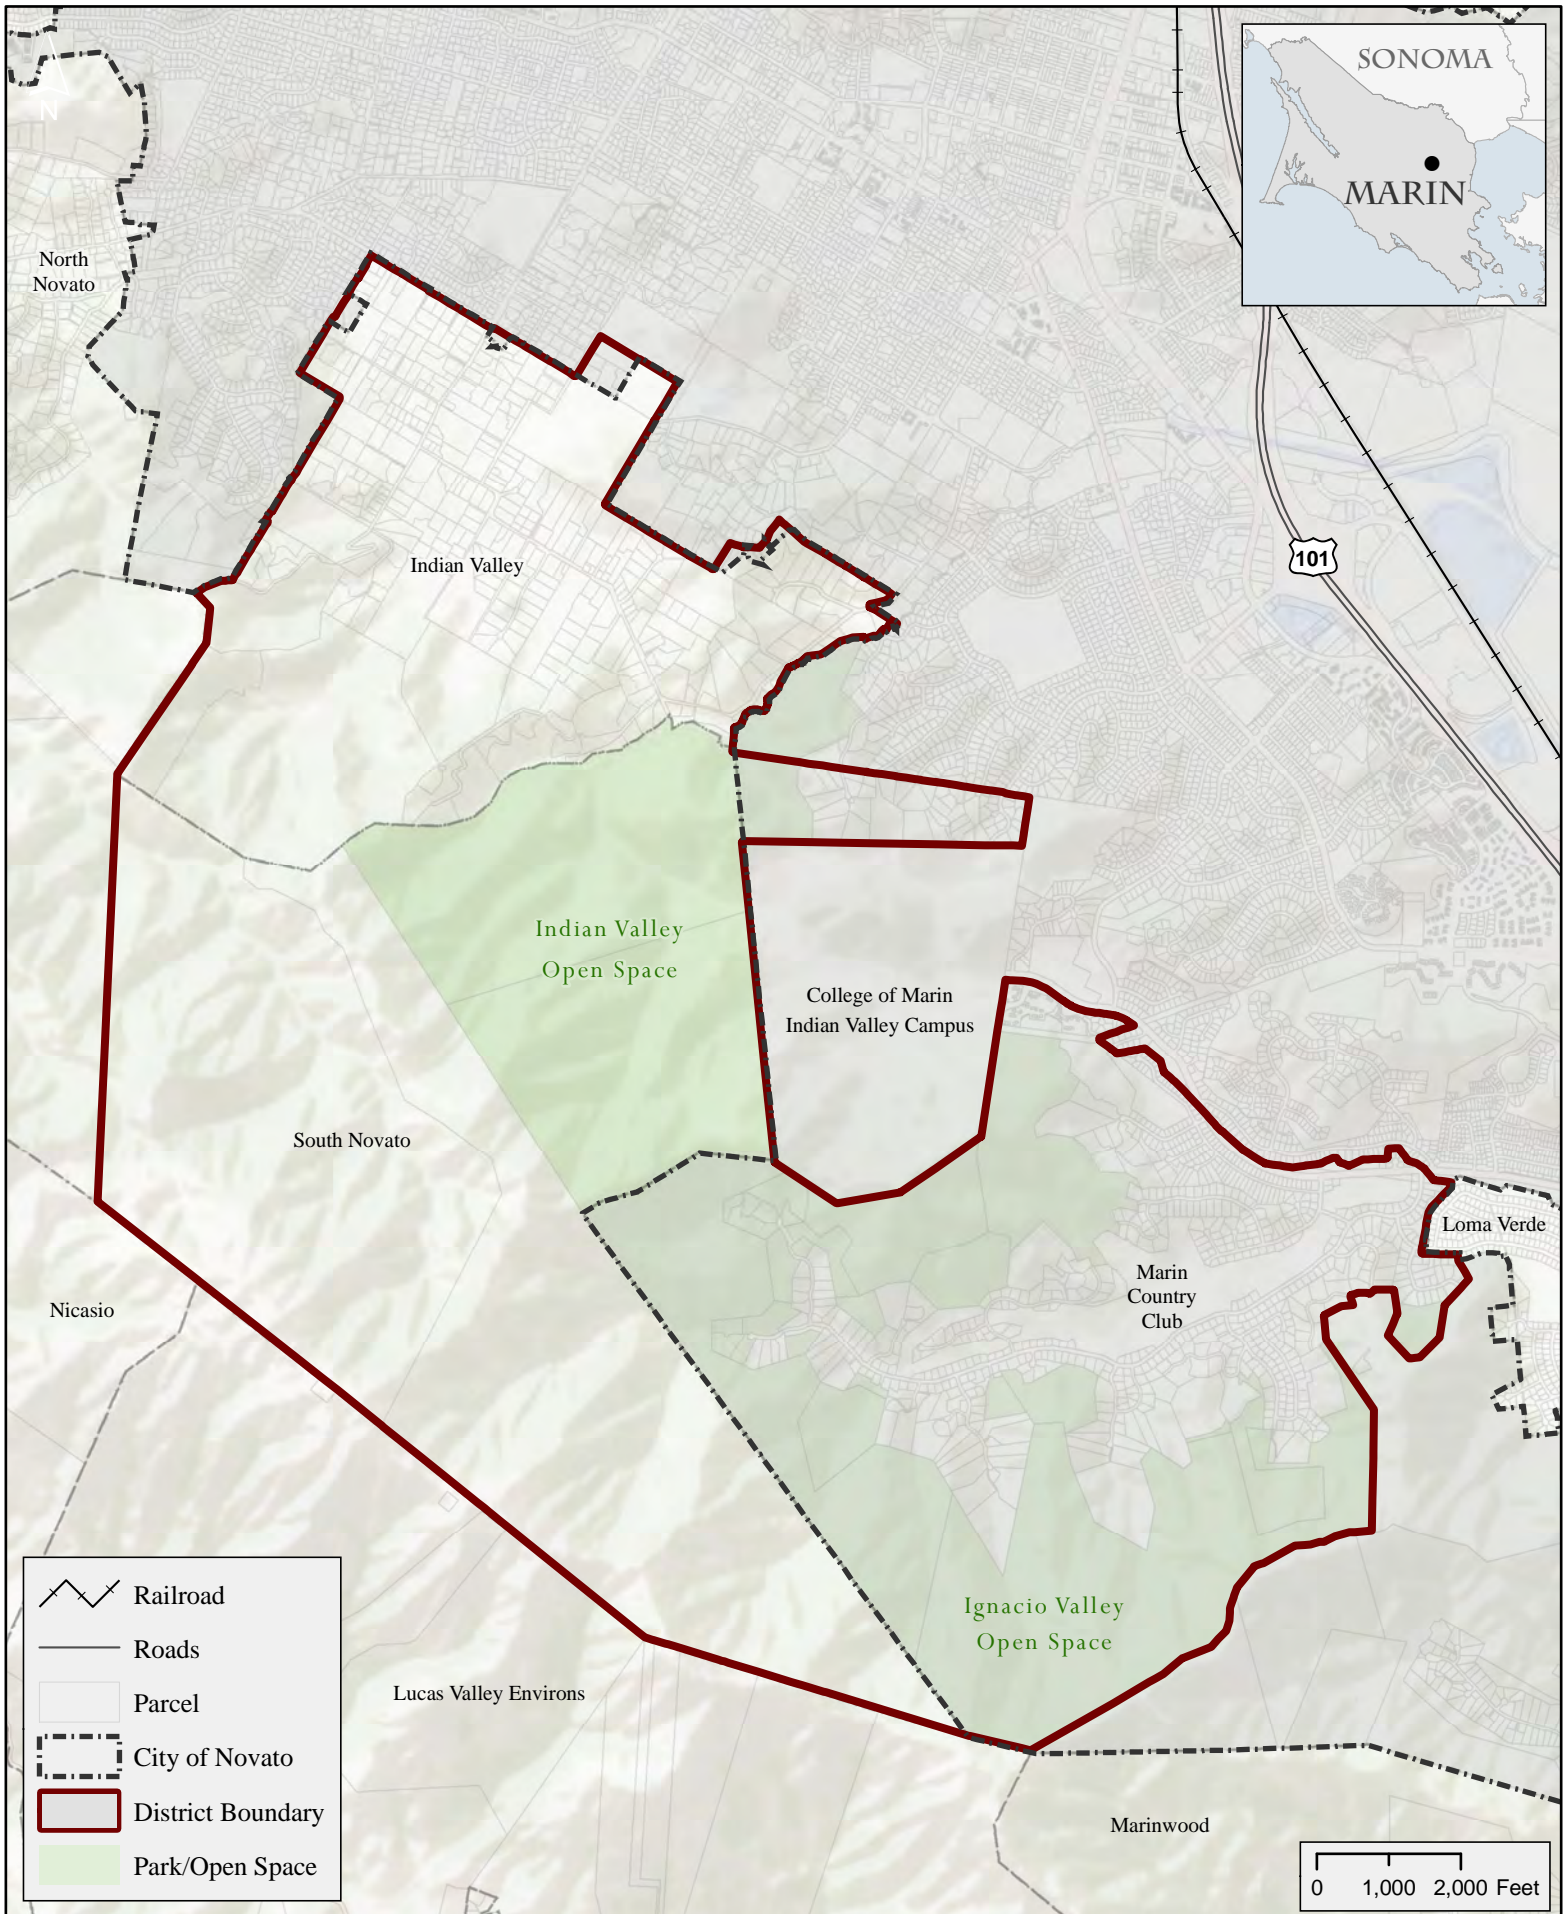 SONOMA
MARIN
N
North
Novato
101
Indian Valley
Indian Valley
Open Space
College of Marin
Indian Valley Campus
South Novato
Loma Verde
Marin
Country
Club
Nicasio
Ignacio Valley
Open Space
Lucas Valley Environs
Marinwood
Railroad
Roads
Parcel
City of Novato
District Boundary
Park/Open Space
0 1,000 2,000 Feet